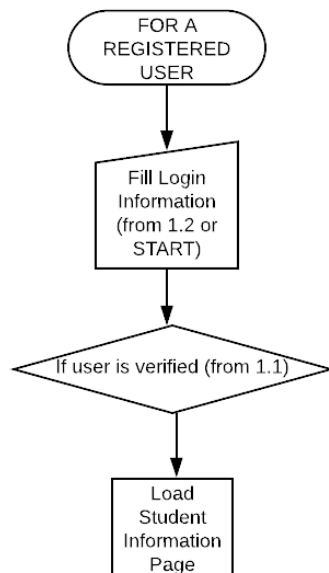 FOR A
REGISTERED
USER
Fill Login
Information
(from 1.2 or
START)
If user is verified (from 1.1)
Load
Student
Information
Page